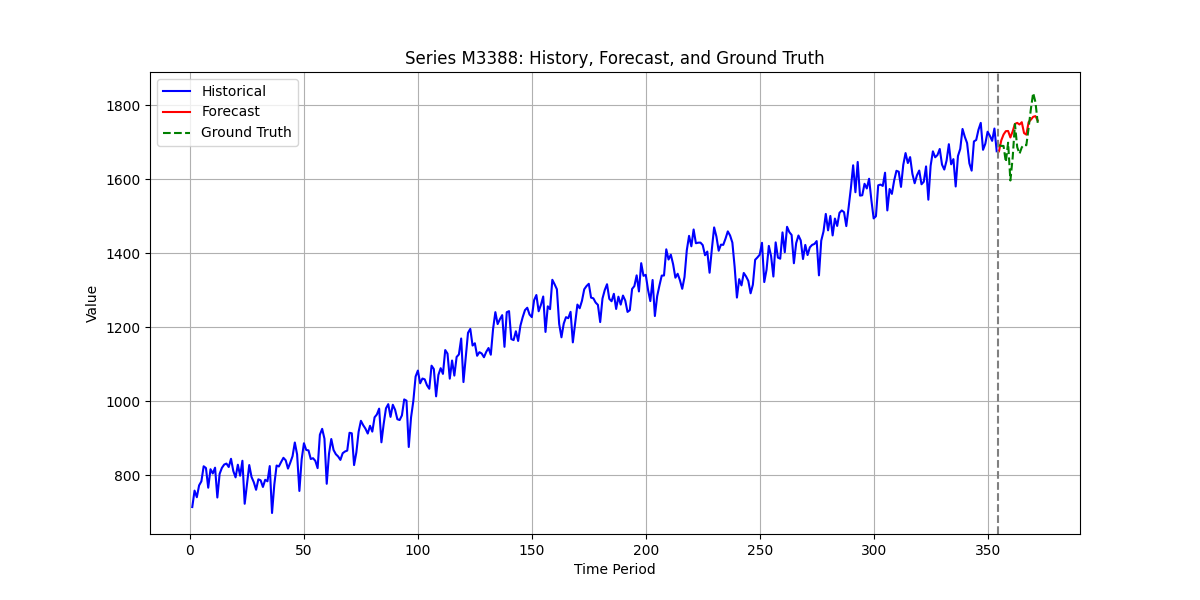 Series M3388: History, Forecast, and Ground Truth
Historical
Forecast
Ground Truth
1800
1600
1400
1200
1000
800
Value
0 50 100 150 200 250 300 350
Time Period